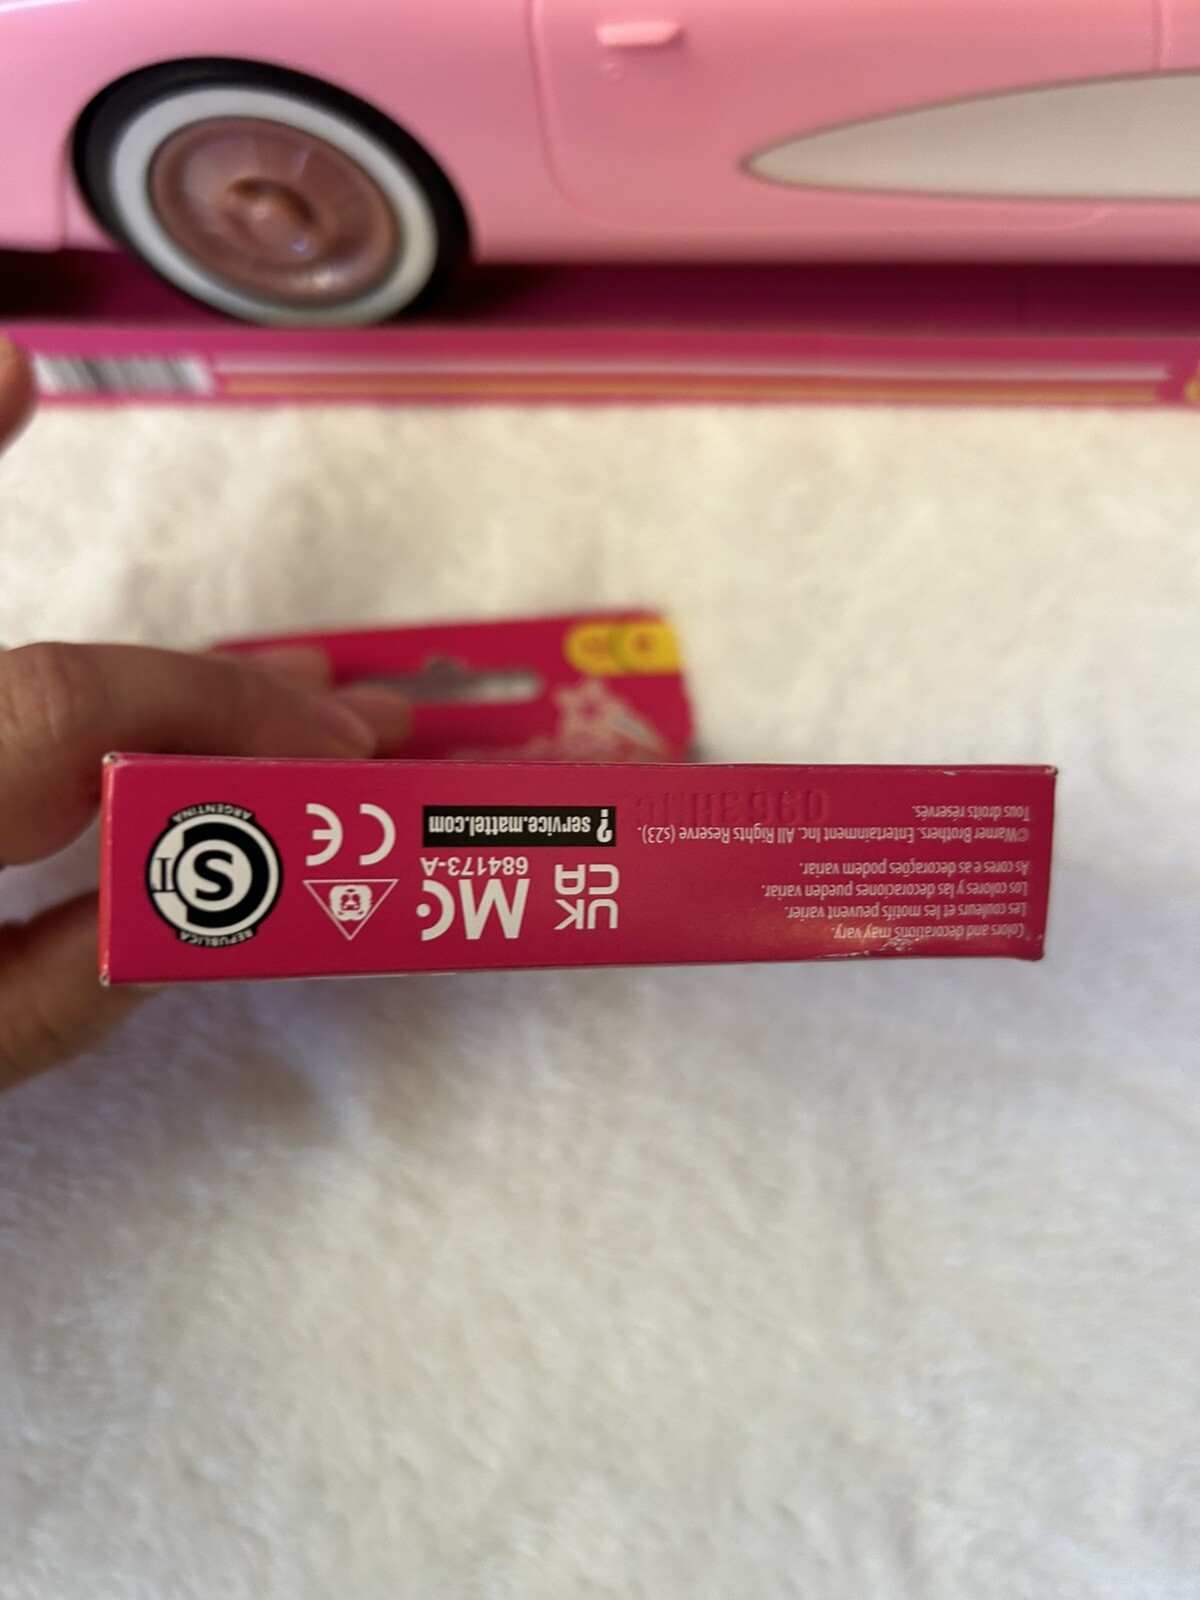 *Colors and decorations may vary.
Les couleurs et les motifs peuvent varier.
Los colores y las decoraciones pueden variar.
As cores e as decorações podem variar.
©Warner Brothers. Entertainment Inc. All Rights Reserve (s23).
Tous droits réservés.
UK
CA
MC
684173-A
? service.mattel.com
CE
REPUBLICA
S
II
ARGENTINA